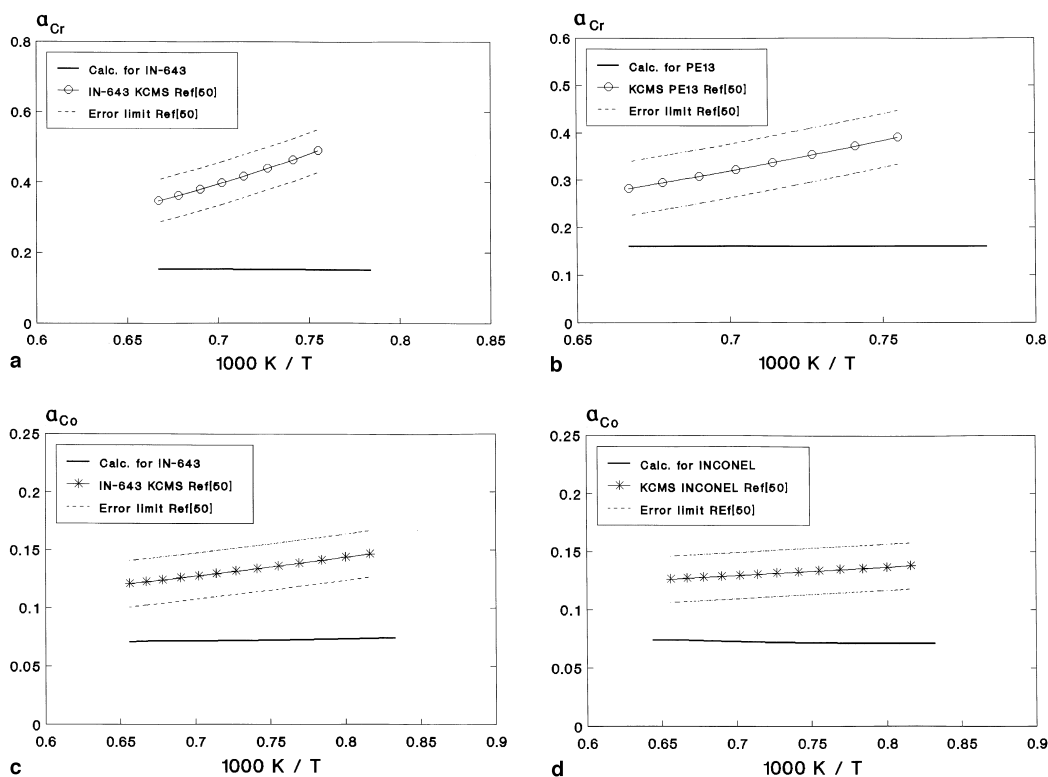 αCr
0.8
0.6
0.4
0.2
0
0.6
0.65
0.7
0.75
0.8
0.85
1000 K / T
Calc. for IN-643
IN-643 KCMS Ref[50]
Error limit Ref[50]
a
αCr
0.6
0.5
0.4
0.3
0.2
0.1
0
0.65
0.7
0.75
0.8
1000 K / T
Calc. for PE13
KCMS PE13 Ref[50]
Error limit Ref[50]
b
αCo
0.25
0.2
0.15
0.1
0.05
0
0.6
0.65
0.7
0.75
0.8
0.85
0.9
1000 K / T
Calc. for IN-643
IN-643 KCMS Ref[50]
Error limit Ref[50]
c
αCo
0.25
0.2
0.15
0.1
0.05
0
0.6
0.65
0.7
0.75
0.8
0.85
0.9
1000 K / T
Calc. for INCONEL
KCMS INCONEL Ref[50]
Error limit REf[50]
d